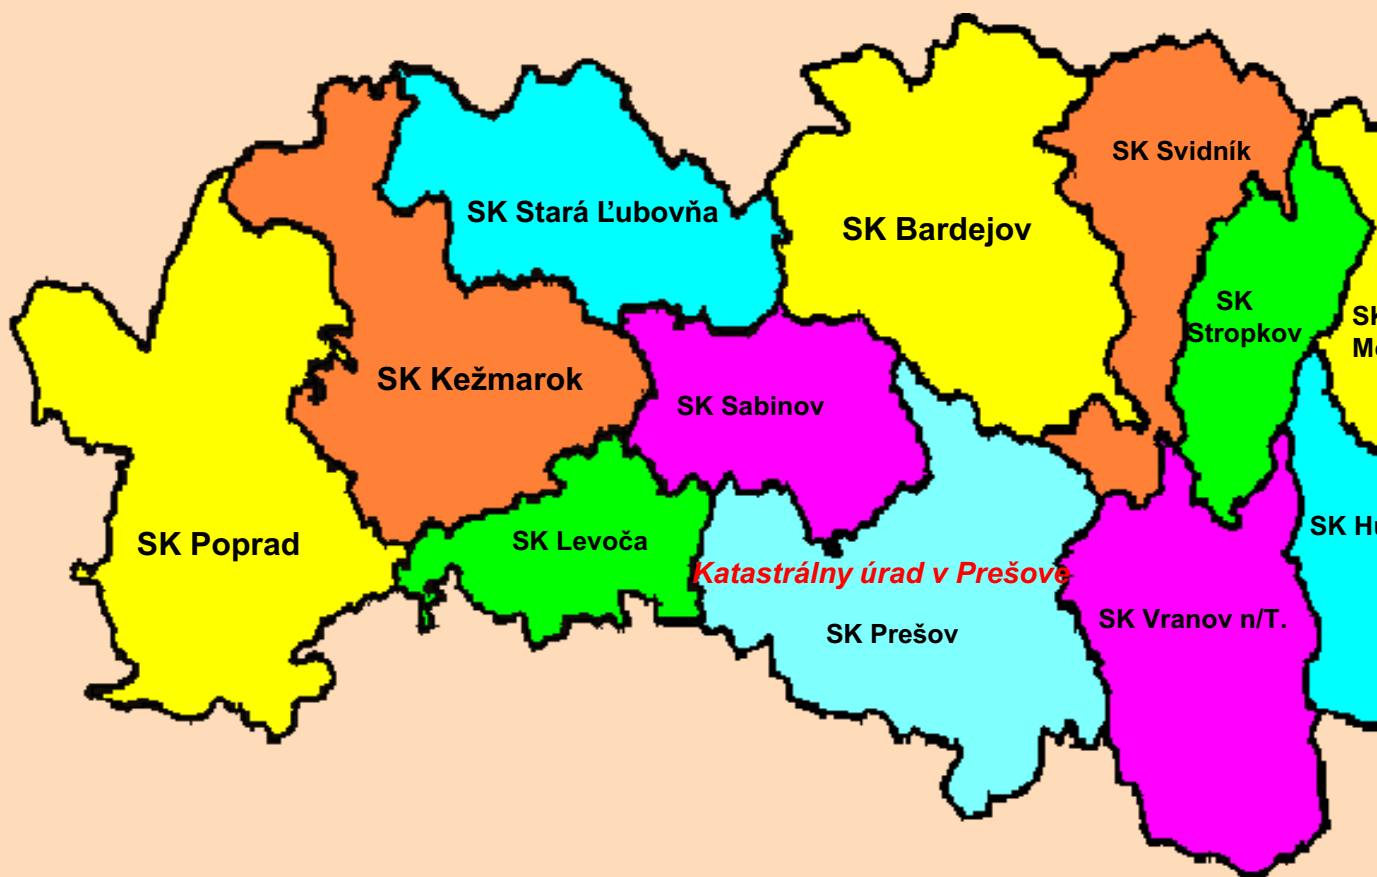 SK Svidník
SK Stará Ľubovňa
SK Bardejov
SK
Stropkov
SK Kežmarok
SK Sabinov
SK Poprad
SK Levoča
Katastrálny úrad v Prešove
SK Prešov
SK Vranov n/T.